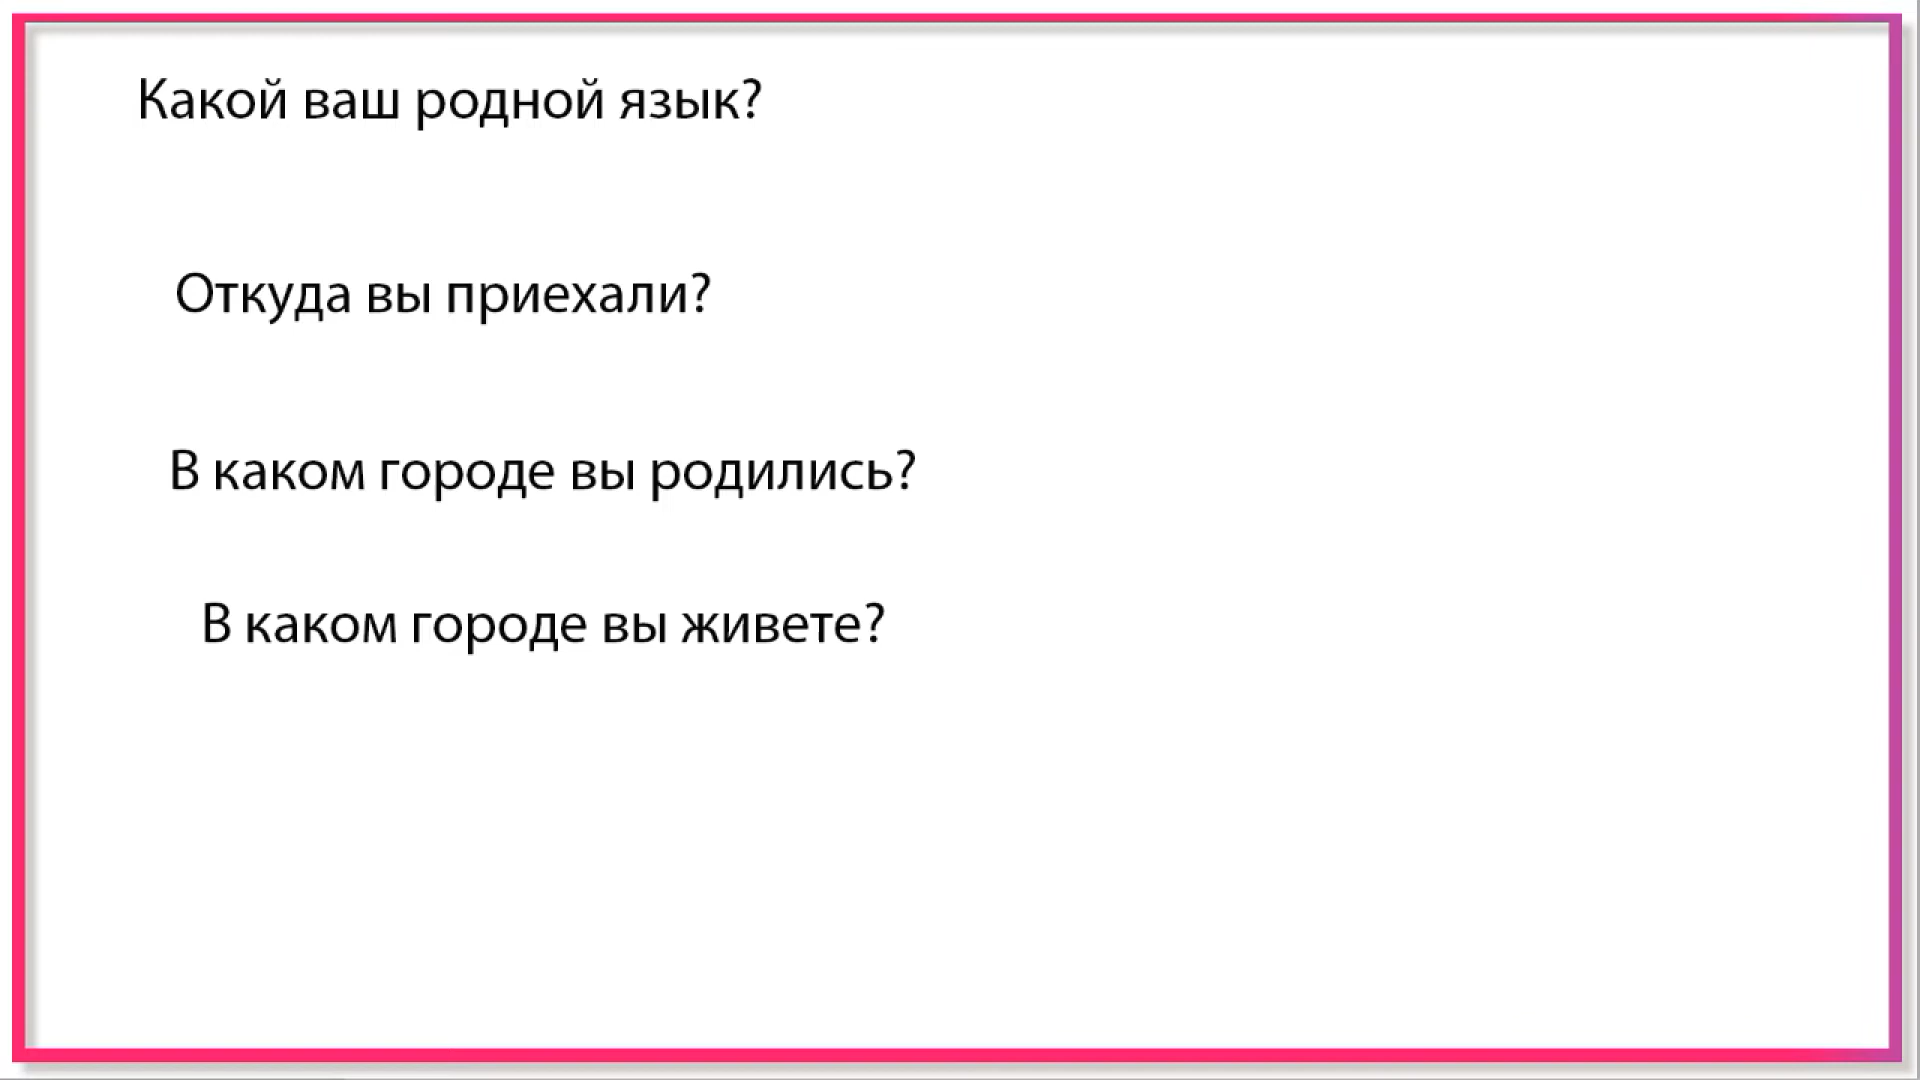 Какой ваш родной язык?
Откуда вы приехали?
В каком городе вы родились?
В каком городе вы живете?